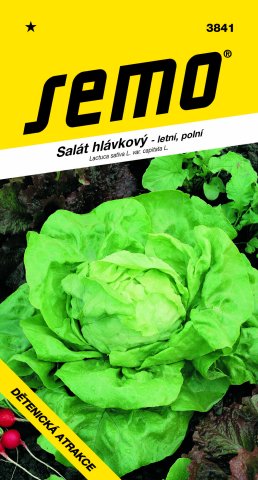 ★ 3841
semo®
Salát hlávkový - letní, polní
Lactuca sativa L. var. capitata L.
DĚTENICKÁ ATRAKCE